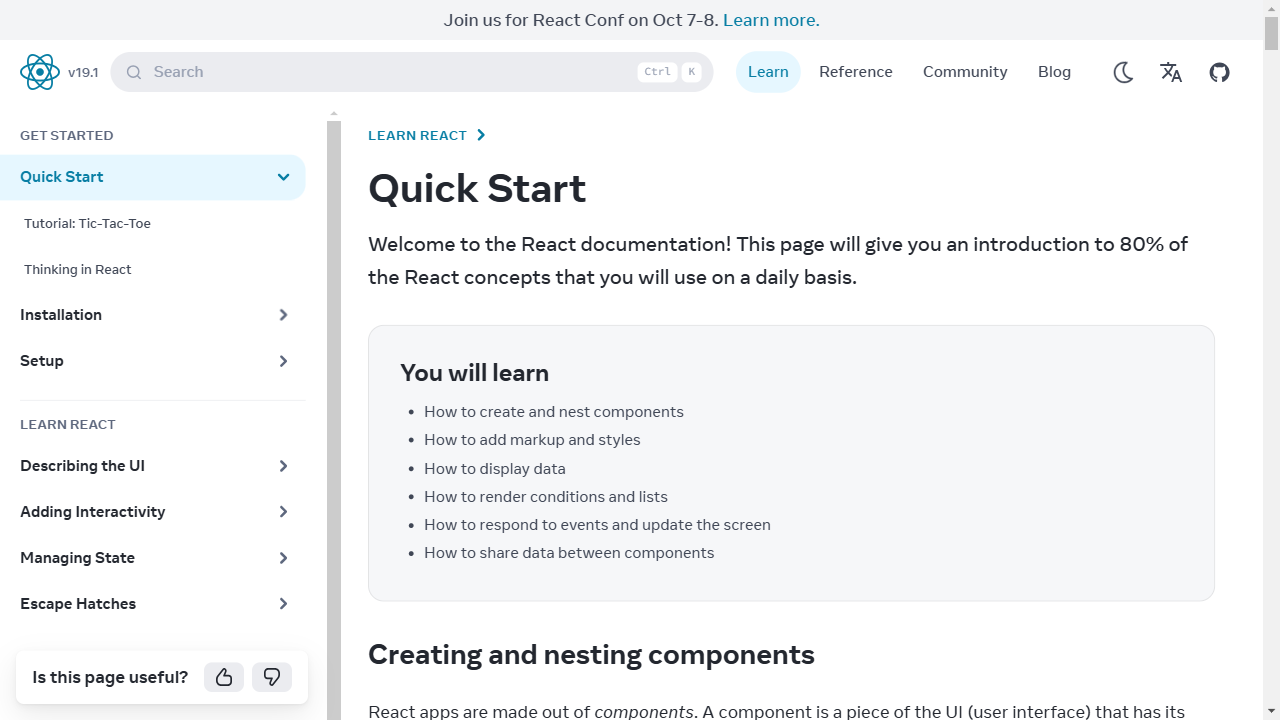 Join us for React Conf on Oct 7-8. Learn more.
v19.1
Search
Ctrl K
Learn
Reference
Community
Blog
GET STARTED
Quick Start
Tutorial: Tic-Tac-Toe
Thinking in React
Installation
Setup
LEARN REACT
Describing the UI
Adding Interactivity
Managing State
Escape Hatches
Is this page useful?
LEARN REACT
Quick Start
Welcome to the React documentation! This page will give you an introduction to 80% of
the React concepts that you will use on a daily basis.
You will learn
• How to create and nest components
• How to add markup and styles
• How to display data
• How to render conditions and lists
• How to respond to events and update the screen
• How to share data between components
Creating and nesting components
React apps are made out of components. A component is a piece of the UI (user interface) that has its